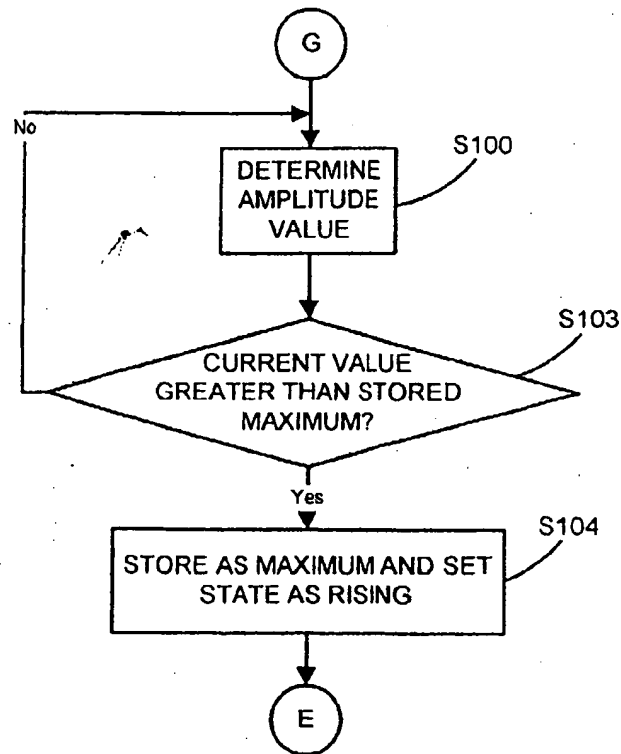 G
No
S100
DETERMINE
AMPLITUDE
VALUE
S103
CURRENT VALUE
GREATER THAN STORED
MAXIMUM?
Yes
S104
STORE AS MAXIMUM AND SET
STATE AS RISING
E